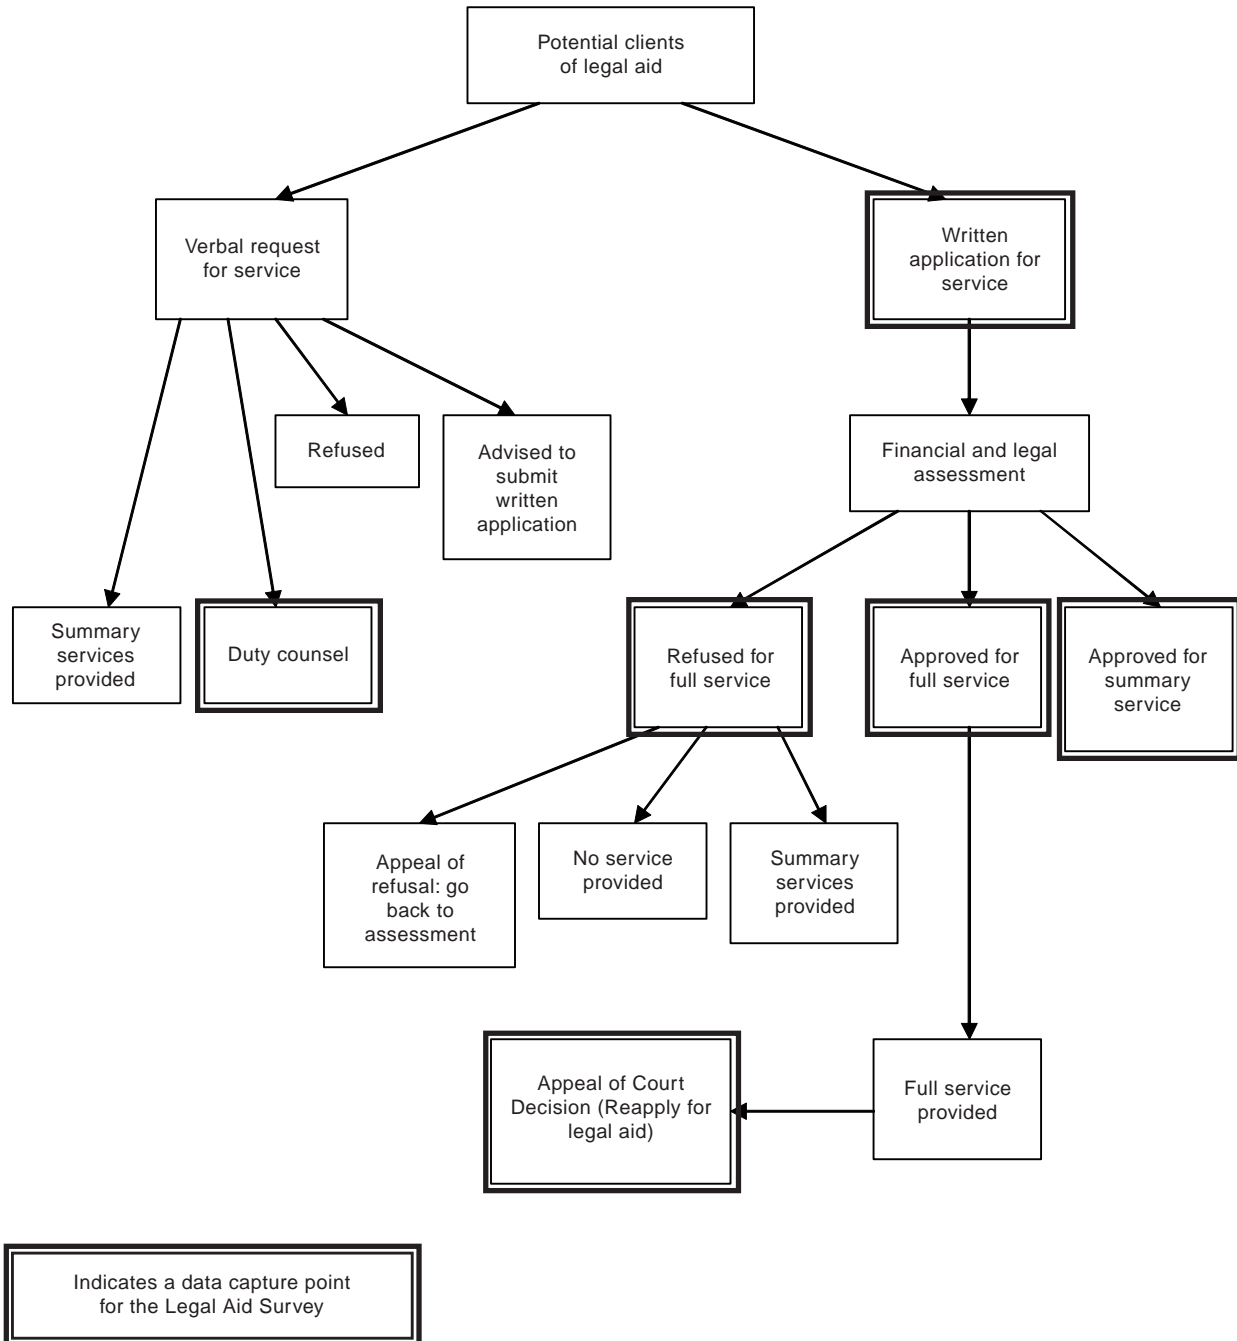 Potential clients
of legal aid
Verbal request
for service
Written
application for
service
Refused
Advised to
submit
written
application
Financial and legal
assessment
Summary
services
provided
Duty counsel
Refused for
full service
Approved for
full service
Approved for
summary
service
Appeal of
refusal: go
back to
assessment
No service
provided
Summary
services
provided
Appeal of Court
Decision (Reapply for
legal aid)
Full service
provided
Indicates a data capture point
for the Legal Aid Survey